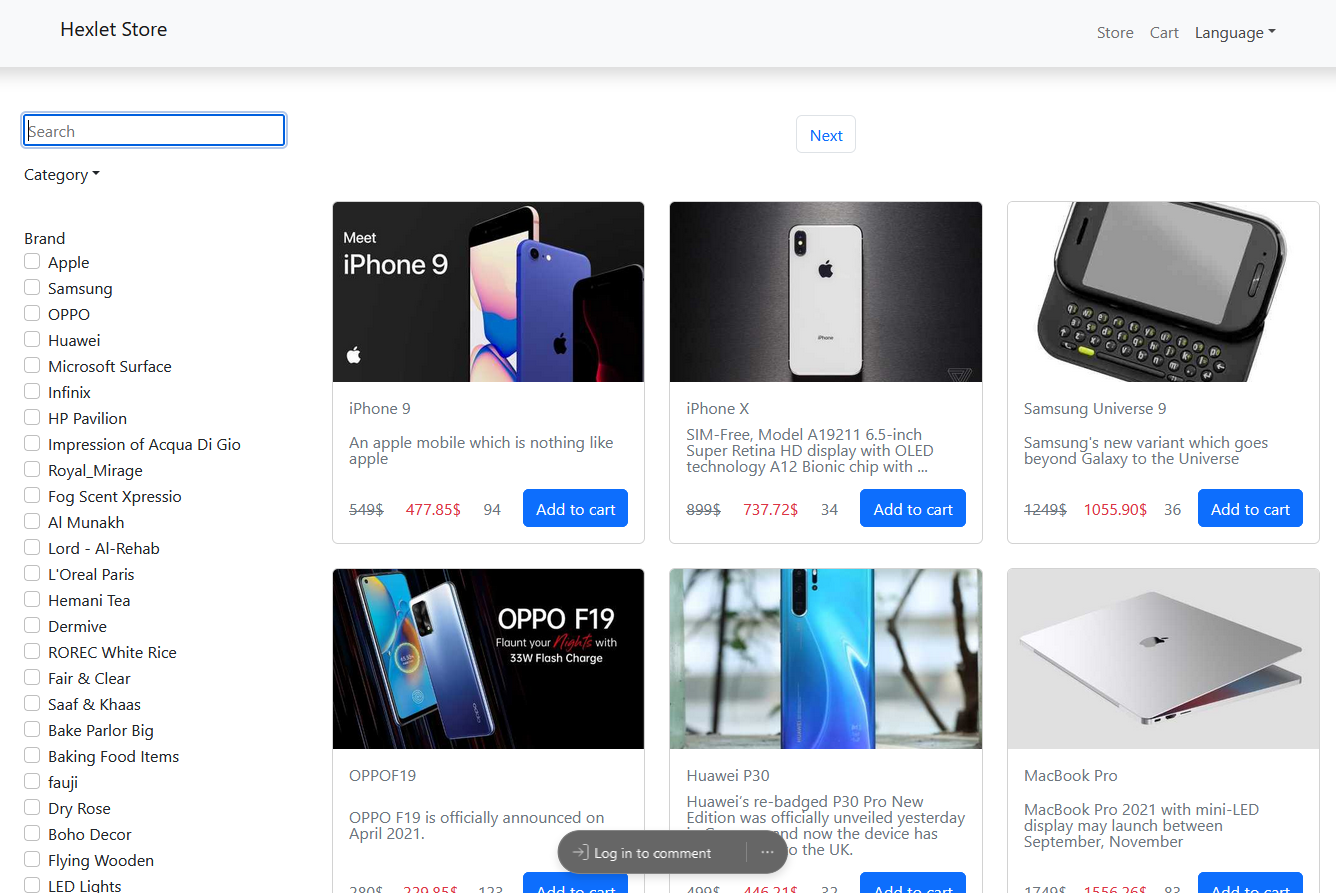 Hexlet Store
Store Cart Language
Search
Next
Category
Brand
Apple
Samsung
OPPO
Huawei
Microsoft Surface
Infinix
HP Pavilion
Impression of Acqua Di Gio
Royal_Mirage
Fog Scent Xpressio
Al Munakh
Lord - Al-Rehab
L'Oreal Paris
Hemani Tea
Dermive
ROREC White Rice
Fair & Clear
Saaf & Khaas
Bake Parlor Big
Baking Food Items
fauji
Dry Rose
Boho Decor
Flying Wooden
LED Lights
Meet
iPhone 9
iPhone 9
An apple mobile which is nothing like
apple
549$ 477.85$ 94 Add to cart
iPhone
iPhone X
SIM-Free, Model A19211 6.5-inch
Super Retina HD display with OLED
technology A12 Bionic chip with ...
899$ 737.72$ 34 Add to cart
Samsung Universe 9
Samsung's new variant which goes
beyond Galaxy to the Universe
1249$ 1055.90$ 36 Add to cart
OPPO F19
Flaunt your Nights with
33W Flash Charge
OPPOF19
OPPO F19 is officially announced on
April 2021.
280$ 229.85$ 123 Add to cart
Huawei P30
Huawei’s re-badged P30 Pro New
Edition was officially unveiled yesterday
and now the device has
to the UK.
499$ 446.21$ 32 Add to cart
MacBook Pro
MacBook Pro 2021 with mini-LED
display may launch between
September, November
1749$ 1556.26$ 83 Add to cart
Log in to comment